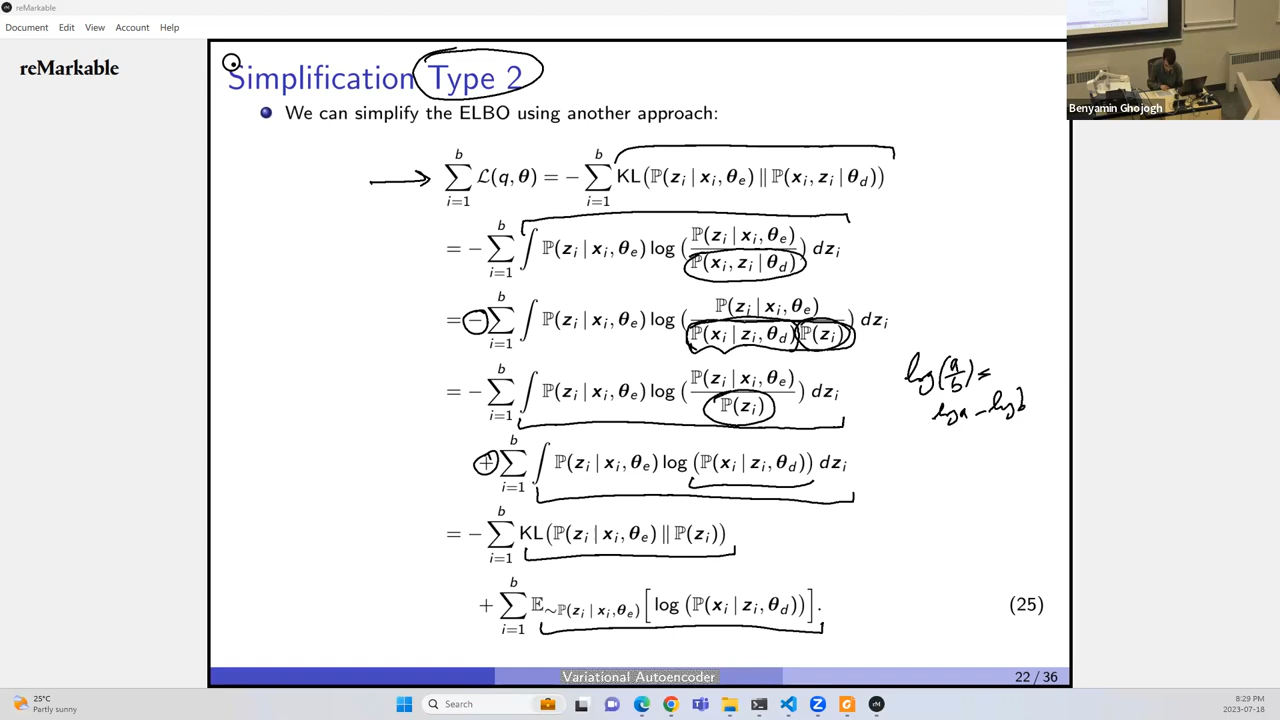 reMarkable
Document Edit View Account Help
reMarkable
Simplification Type 2
We can simplify the ELBO using another approach:
∑_{i=1}^{b} ℒ(q, θ) = − ∑_{i=1}^{b} KL(ℙ(z_i | x_i, θ_e) ‖ ℙ(x_i, z_i | θ_d))
= − ∑_{i=1}^{b} ∫ ℙ(z_i | x_i, θ_e) log ( ℙ(z_i | x_i, θ_e) / ℙ(x_i, z_i | θ_d) ) dz_i
= − ∑_{i=1}^{b} ∫ ℙ(z_i | x_i, θ_e) log ( ℙ(z_i | x_i, θ_e) / ℙ(x_i | z_i, θ_d) ℙ(z_i) ) dz_i
= − ∑_{i=1}^{b} ∫ ℙ(z_i | x_i, θ_e) log ( ℙ(z_i | x_i, θ_e) / ℙ(z_i) ) dz_i
log(a/b) =
log a − log b
+ ∑_{i=1}^{b} ∫ ℙ(z_i | x_i, θ_e) log (ℙ(x_i | z_i, θ_d)) dz_i
= − ∑_{i=1}^{b} KL(ℙ(z_i | x_i, θ_e) ‖ ℙ(z_i))
+ ∑_{i=1}^{b} 𝔼_{∼ℙ(z_i | x_i, θ_e)} [log (ℙ(x_i | z_i, θ_d))]. (25)
Variational Autoencoder 22 / 36
Benyamin Ghojogh
25°C
Partly sunny
Search
8:29 PM
2023-07-18